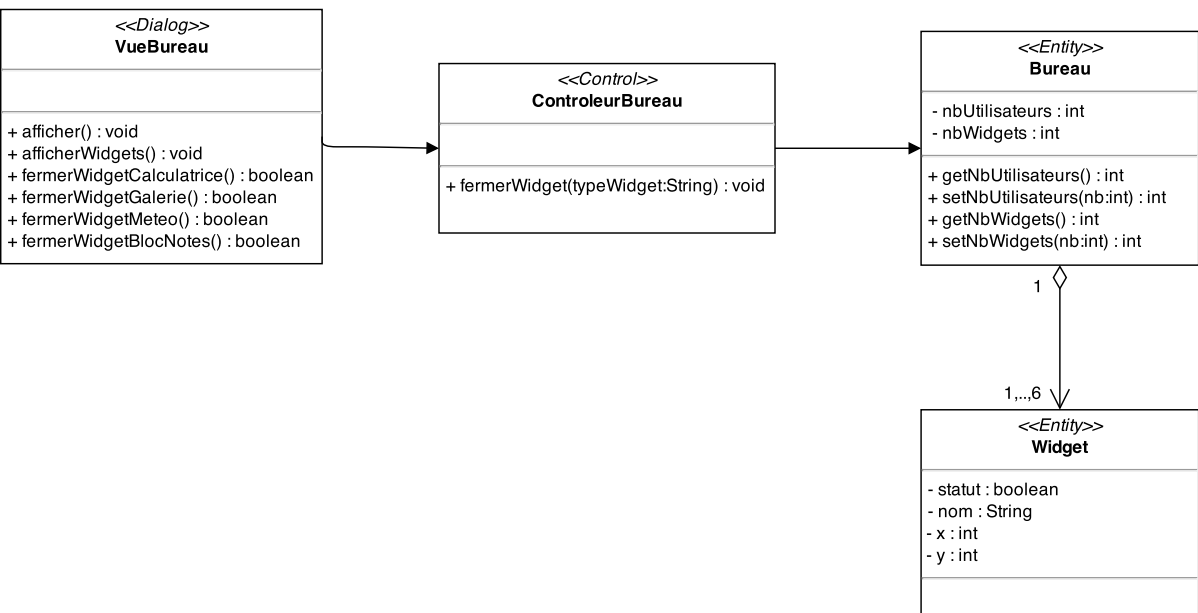 <<Dialog>>
VueBureau
+ afficher() : void
+ afficherWidgets() : void
+ fermerWidgetCalculatrice() : boolean
+ fermerWidgetGalerie() : boolean
+ fermerWidgetMeteo() : boolean
+ fermerWidgetBlocNotes() : boolean
<<Control>>
ControleurBureau
+ fermerWidget(typeWidget:String) : void
<<Entity>>
Bureau
- nbUtilisateurs : int
- nbWidgets : int
+ getNbUtilisateurs() : int
+ setNbUtilisateurs(nb:int) : int
+ getNbWidgets() : int
+ setNbWidgets(nb:int) : int
1
1,..,6
<<Entity>>
Widget
- statut : boolean
- nom : String
- x : int
- y : int